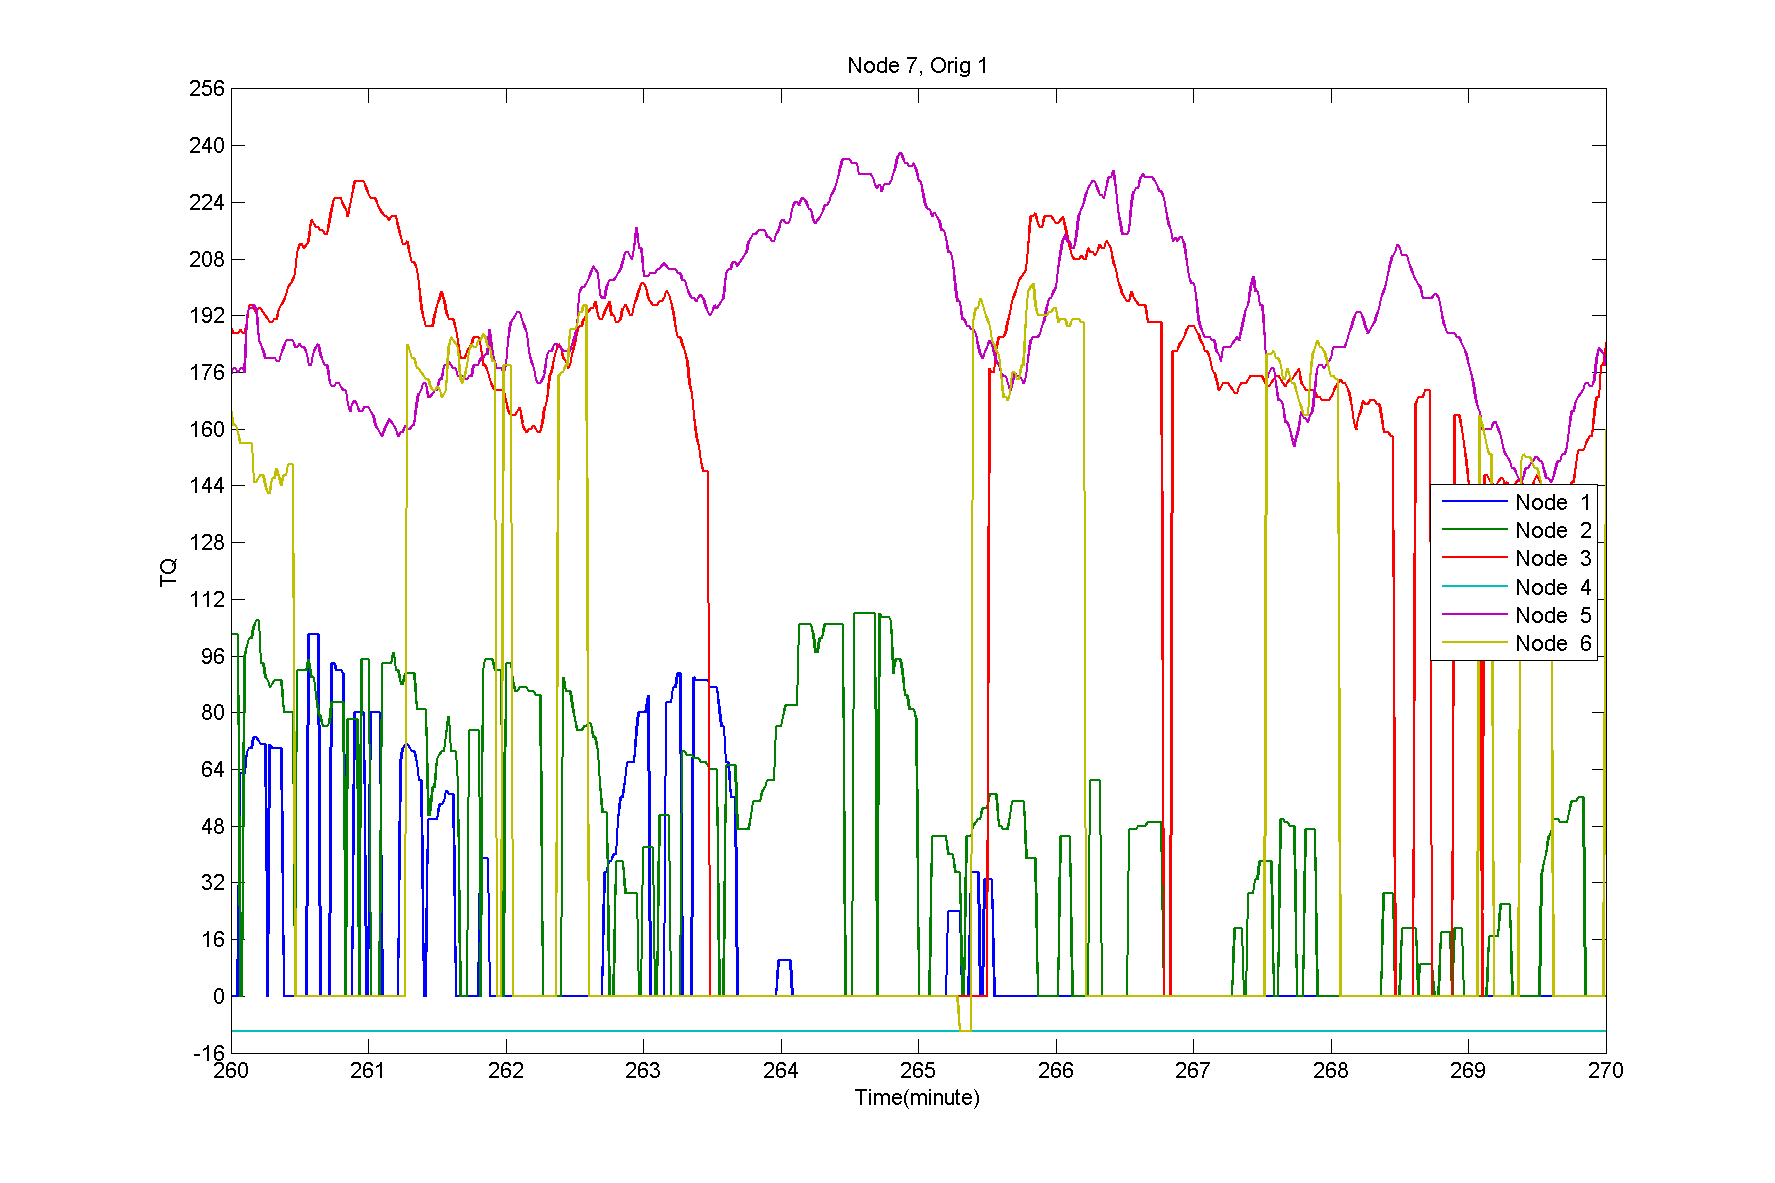 Node 7, Orig 1
256
240
224
208
192
176
160
144
128
112
96
80
64
48
32
16
0
-16
TQ
Node 1
Node 2
Node 3
Node 4
Node 5
Node 6
260 261 262 263 264 265 266 267 268 269 270
Time(minute)